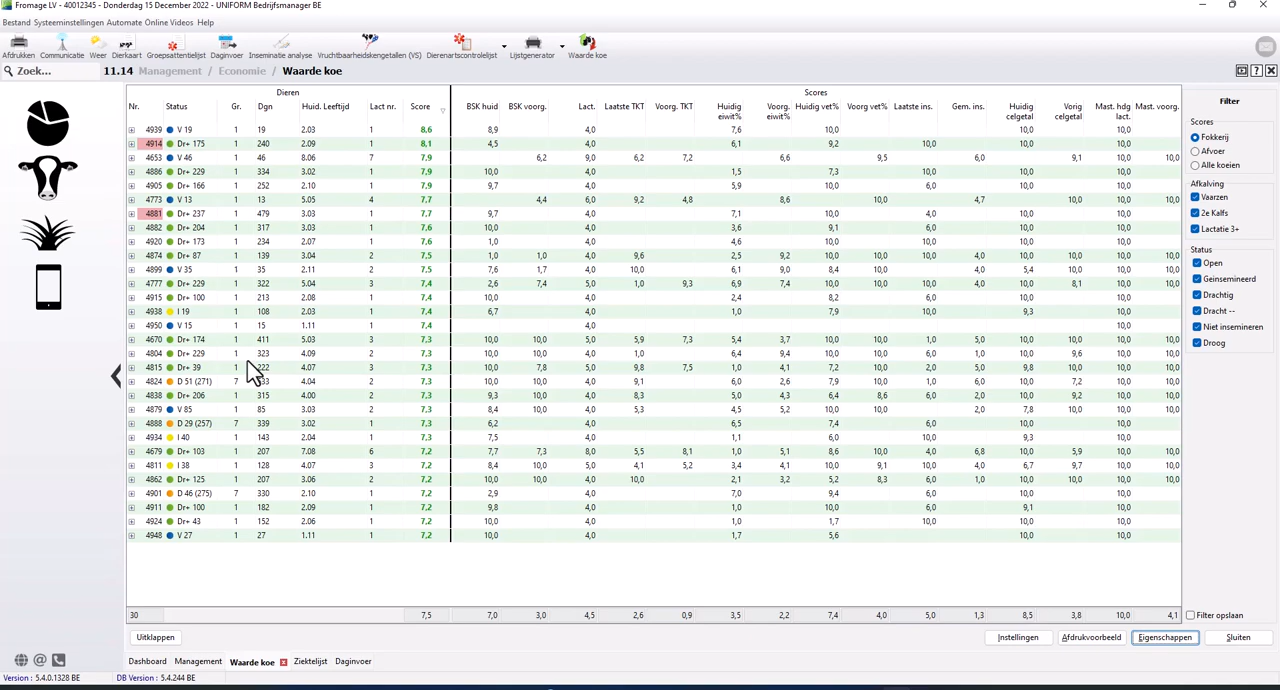 Fromage LV - 40012345 - Donderdag 15 December 2022 - UNIFORM Bedrijfsmanager BE
Bestand Systeeminstellingen Automate Online Videos Help
Afdrukken Communicatie Weer Dierkaart Groepsattentielijst Daginvoer Inseminatie analyse Vruchtbaarheidskengetallen (VS) Dierenartscontrolelijst Lijstgenerator Waarde koe
Zoek... 11.14 Management / Economie / Waarde koe
Dieren Scores
Nr. Status Gr. Dgn Huid. Leeftijd Lact nr. Score BSK huid BSK voorg. Lact. Laatste TKT Voorg. TKT Huidig eiwit% Voorg. eiwit% Huidig vet% Voorg vet% Laatste ins. Gem. ins. Huidig celgetal Vorig celgetal Mast. hdg lact. Mast. voorg.
4939 V 19 1 19 2.03 1 8.6 8,9 4,0 7,6 10,0 10,0 10,0
4914 Dr+ 175 1 240 2.09 1 8,1 4,5 4,0 6,1 9,2 10,0 10,0 10,0
4653 V 46 1 46 8.06 7 7.9 6,2 9,0 6,2 7,2 6,6 9,5 6,0 9,1 10,0 10,0
4886 Dr+ 229 1 334 3.02 1 7.9 10,0 4,0 1,5 7,3 10,0 10,0 10,0
4905 Dr+ 166 1 252 2.10 1 7.9 9,7 4,0 5,9 10,0 6,0 10,0 10,0
4773 V 13 1 13 5.05 4 7.7 4,4 6,0 9,2 4,8 8,6 10,0 4,7 10,0 10,0 10,0
4881 Dr+ 237 1 479 3.03 1 7.7 9,7 4,0 7,1 10,0 4,0 10,0 10,0
4882 Dr+ 204 1 317 3.03 1 7.6 10,0 4,0 3,6 9,1 6,0 10,0 10,0
4920 Dr+ 173 1 234 2.07 1 7.6 1,0 4,0 4,6 10,0 10,0 10,0 10,0
4874 Dr+ 87 1 139 3.04 2 7.5 1,0 1,0 4,0 9,6 2,5 9,2 10,0 10,0 10,0 4,0 10,0 10,0 10,0 10,0
4899 V 35 1 35 2.11 2 7.5 7,6 1,7 4,0 10,0 6,1 9,0 8,4 10,0 4,0 5,4 10,0 10,0 10,0
4777 Dr+ 229 1 322 5.04 3 7.4 2,6 7,4 5,0 1,0 9,3 6,9 7,4 10,0 10,0 10,0 4,0 10,0 8,1 10,0 10,0
4915 Dr+ 100 1 213 2.08 1 7.4 10,0 4,0 2,4 8,2 6,0 10,0 10,0
4938 I 19 1 108 2.03 1 7.4 6,7 4,0 1,0 7,9 10,0 9,3 10,0
4950 V 15 1 15 1.11 1 7.4 4,0 10,0
4670 Dr+ 174 1 411 5.03 3 7.3 10,0 10,0 5,0 5,9 7,3 5,4 3,7 10,0 10,0 1,0 5,0 10,0 10,0 10,0 10,0
4804 Dr+ 229 1 323 4.09 2 7.3 10,0 10,0 4,0 1,0 6,4 9,4 10,0 10,0 6,0 1,0 10,0 9,6 10,0 10,0
4815 Dr+ 39 1 222 4.07 3 7.3 10,0 7,8 5,0 9,8 7,5 1,0 4,1 7,2 10,0 2,0 5,0 9,8 10,0 10,0 10,0
4824 D 51 (271) 7 33 4.04 2 7.3 10,0 10,0 4,0 9,1 6,0 2,6 7,9 10,0 1,0 6,0 10,0 7,2 10,0 10,0
4838 Dr+ 206 1 315 4.00 2 7.3 9,3 10,0 4,0 8,3 5,0 4,3 6,4 8,6 6,0 2,0 10,0 9,2 10,0 10,0
4879 V 85 1 85 3.03 2 7.3 8,4 10,0 4,0 5,3 4,5 5,2 10,0 10,0 2,0 7,8 10,0 10,0 10,0
4888 D 29 (257) 7 339 3.02 1 7.3 6,2 4,0 6,5 7,4 6,0 10,0 10,0
4934 I 40 1 143 2.04 1 7.3 7,5 4,0 1,1 6,0 10,0 9,3 10,0
4679 Dr+ 103 1 207 7.08 6 7.2 7,7 7,3 8,0 5,5 8,1 1,0 5,1 8,6 10,0 4,0 6,8 10,0 5,9 10,0 10,0
4811 I 38 1 128 4.07 3 7.2 8,4 10,0 5,0 4,1 5,2 3,4 4,1 10,0 9,1 10,0 4,0 6,7 9,7 10,0 10,0
4862 Dr+ 125 1 207 3.06 2 7.2 10,0 10,0 4,0 10,0 2,1 3,2 5,2 8,3 6,0 1,0 10,0 10,0 10,0 10,0
4901 D 46 (275) 7 330 2.10 1 7.2 2,9 4,0 7,0 9,4 6,0 10,0 10,0
4911 Dr+ 100 1 182 2.09 1 7.2 9,8 4,0 1,0 10,0 6,0 9,1 10,0
4924 Dr+ 43 1 152 2.06 1 7.2 10,0 4,0 1,0 1,7 10,0 10,0 10,0
4948 V 27 1 27 1.11 1 7.2 10,0 4,0 1,7 5,6 10,0 10,0
30 7,5 7,0 3,0 4,5 2,6 0,9 3,5 2,2 7,4 4,0 5,0 1,3 8,5 3,8 10,0 4,1
Filter
Scores
Fokkerij
Afvoer
Alle koeien
Afkalving
Vaarzen
2e Kalfs
Lactatie 3+
Status
Open
Geinsemineerd
Drachtig
Dracht --
Niet insemineren
Droog
Filter opslaan
Uitklappen Instellingen Afdrukvoorbeeld Eigenschappen Sluiten
Dashboard Management Waarde koe Ziektelijst Daginvoer
Version : 5.4.0.1328 BE DB Version : 5.4.244 BE